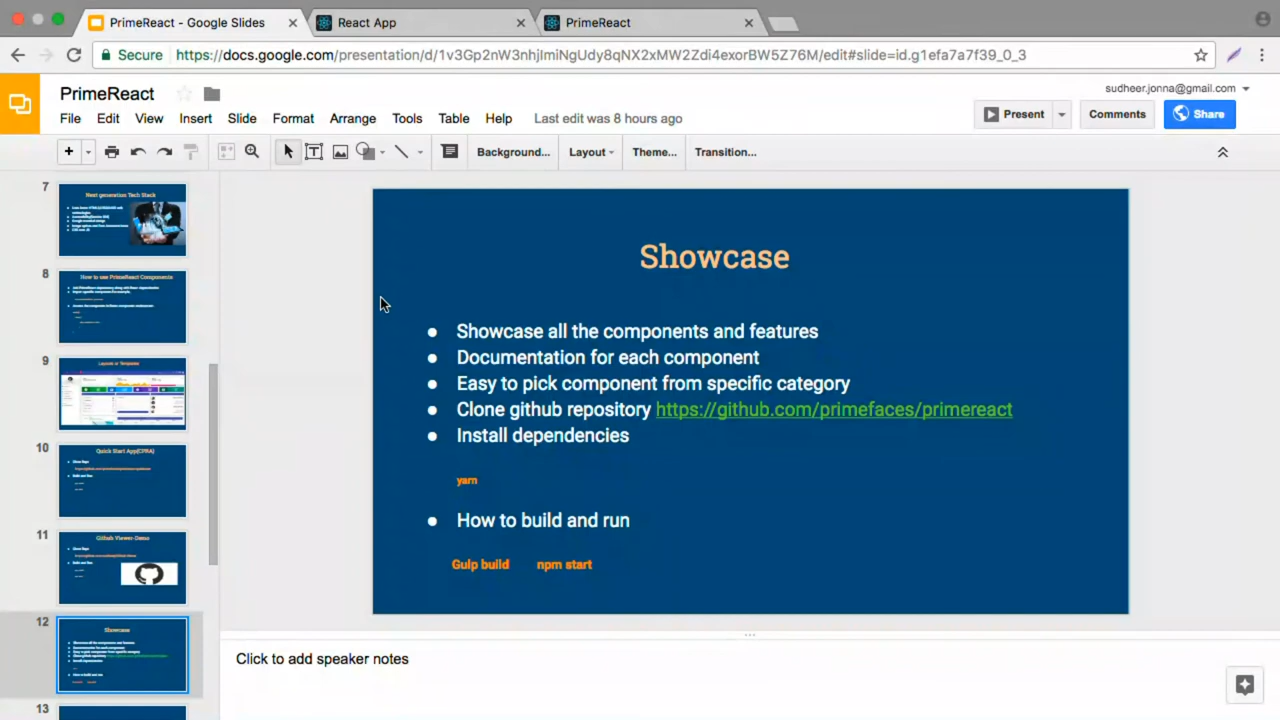 PrimeReact - Google Slides
React App
PrimeReact
Secure
https://docs.google.com/presentation/d/1v3Gp2nW3nhjImiNgUdy8qNX2xMW2Zdi4exorBW5Z76M/edit#slide=id.g1efa7a7f39_0_3
PrimeReact
sudheer.jonna@gmail.com
File Edit View Insert Slide Format Arrange Tools Table Help Last edit was 8 hours ago
Present
Comments
Share
Background... Layout Theme... Transition...
7
Next generation Tech Stack
8
How to use PrimeReact Components
9
Layouts or Templates
10
Quick Start App(CPRA)
11
Github Viewer-Demo
12
Showcase
13
Showcase
Showcase all the components and features
Documentation for each component
Easy to pick component from specific category
Clone github repository https://github.com/primefaces/primereact
Install dependencies
yarn
How to build and run
Gulp build npm start
Click to add speaker notes